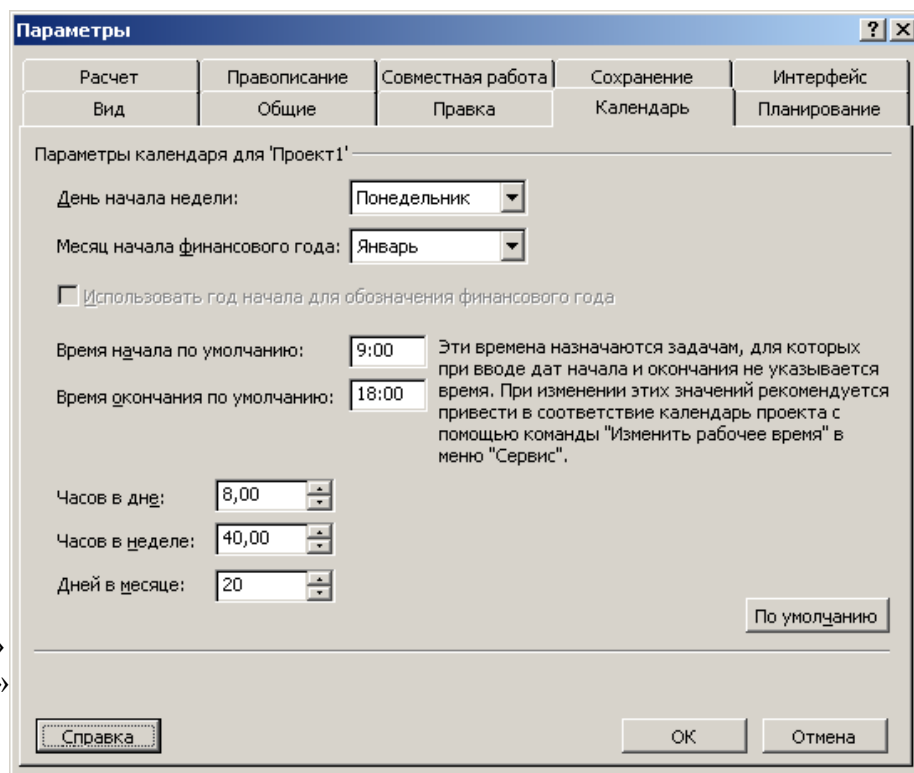 Параметры
Расчет Правописание Совместная работа Сохранение Интерфейс
Вид Общие Правка Календарь Планирование
Параметры календаря для 'Проект1'
День начала недели: Понедельник
Месяц начала финансового года: Январь
Использовать год начала для обозначения финансового года
Время начала по умолчанию: 9:00
Время окончания по умолчанию: 18:00
Эти времена назначаются задачам, для которых
при вводе дат начала и окончания не указывается
время. При изменении этих значений рекомендуется
привести в соответствие календарь проекта с
помощью команды "Изменить рабочее время" в
меню "Сервис".
Часов в дне: 8,00
Часов в неделе: 40,00
Дней в месяце: 20
По умолчанию
»
»
Справка ОК Отмена